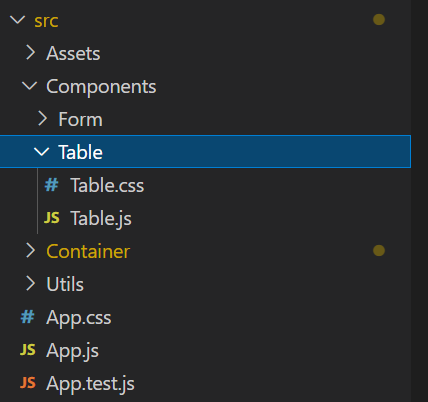 src
Assets
Components
Form
Table
# Table.css
JS Table.js
Container
Utils
# App.css
JS App.js
JS App.test.js